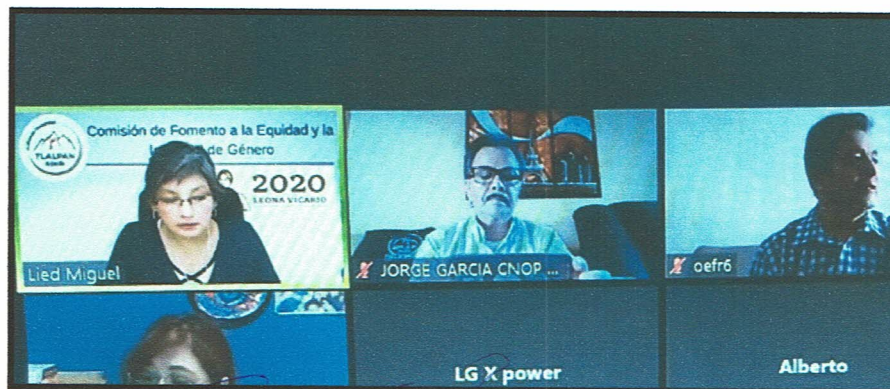 Comisión de Fomento a la Equidad y la
de Género
TLALPAN
2020
LEONA VICARIO
Lied Miguel
JORGE GARCIA CNOP ...
oefr6
LG X power
Alberto